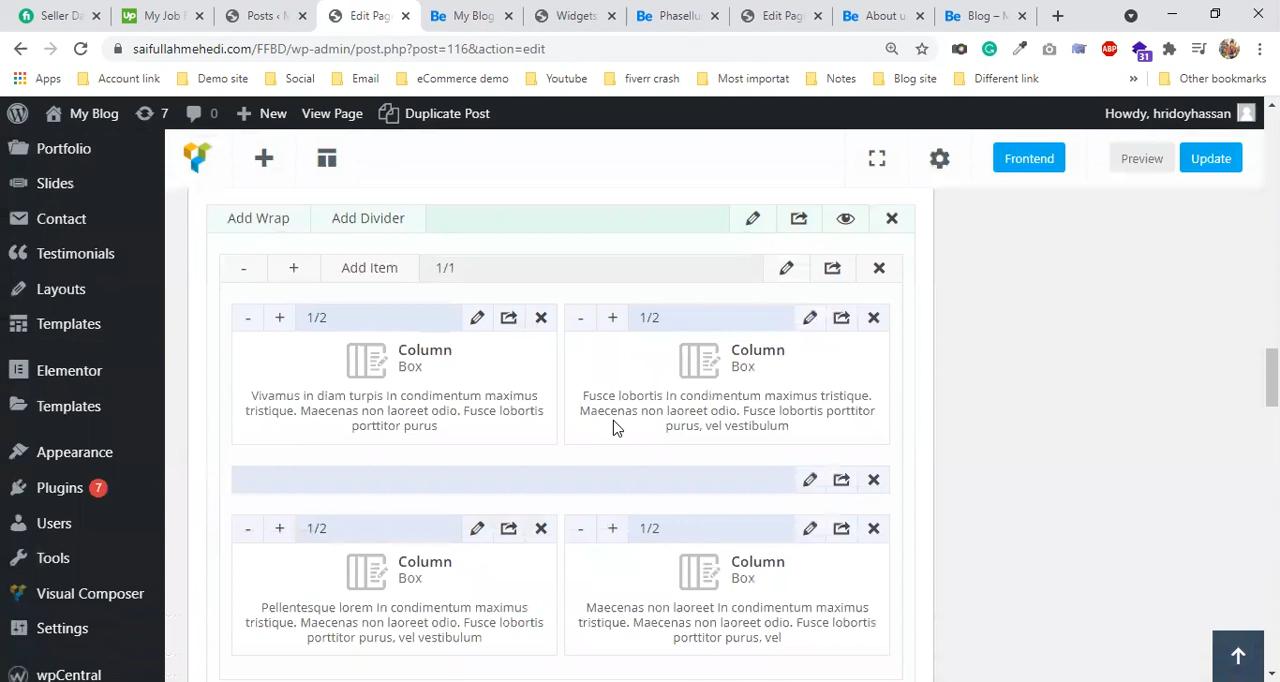 Seller Da
My Job F
Posts ‹ M
Edit Page
Be My Blog
Widgets
Be Phasellu
Edit Pag
Be About u
Be Blog – M
saifullahmehedi.com/FFBD/wp-admin/post.php?post=116&action=edit
ABP
31
Apps
Account link
Demo site
Social
Email
eCommerce demo
Youtube
fiverr crash
Most importat
Notes
Blog site
Different link
»
Other bookmarks
My Blog
7
0
New
View Page
Duplicate Post
Howdy, hridoyhassan
Portfolio
Slides
Contact
Testimonials
Layouts
Templates
Elementor
Templates
Appearance
Plugins 7
Users
Tools
Visual Composer
Settings
wpCentral
Frontend
Preview
Update
Add Wrap
Add Divider
- + Add Item 1/1
- + 1/2
Column
Box
Vivamus in diam turpis in condimentum maximus
tristique. Maecenas non laoreet odio. Fusce lobortis
porttitor purus
- + 1/2
Column
Box
Fusce lobortis in condimentum maximus tristique.
Maecenas non laoreet odio. Fusce lobortis porttitor
purus, vel vestibulum
- + 1/2
Column
Box
Pellentesque lorem in condimentum maximus
tristique. Maecenas non laoreet odio. Fusce lobortis
porttitor purus, vel vestibulum
- + 1/2
Column
Box
Maecenas non laoreet in condimentum maximus
tristique. Maecenas non laoreet odio. Fusce lobortis
porttitor purus, vel